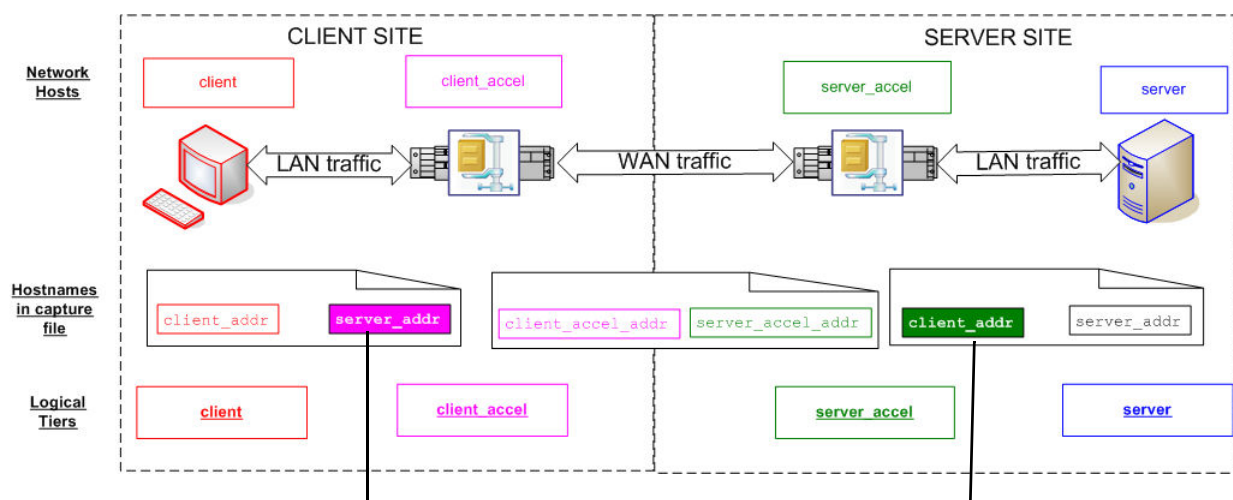 CLIENT SITE
SERVER SITE
Network
Hosts
client
client_accel
server_accel
server
LAN traffic
WAN traffic
LAN traffic
Hostnames
in capture
file
client_addr
server_addr
client_accel_addr
server_accel_addr
client_addr
server_addr
Logical
Tiers
client
client_accel
server_accel
server